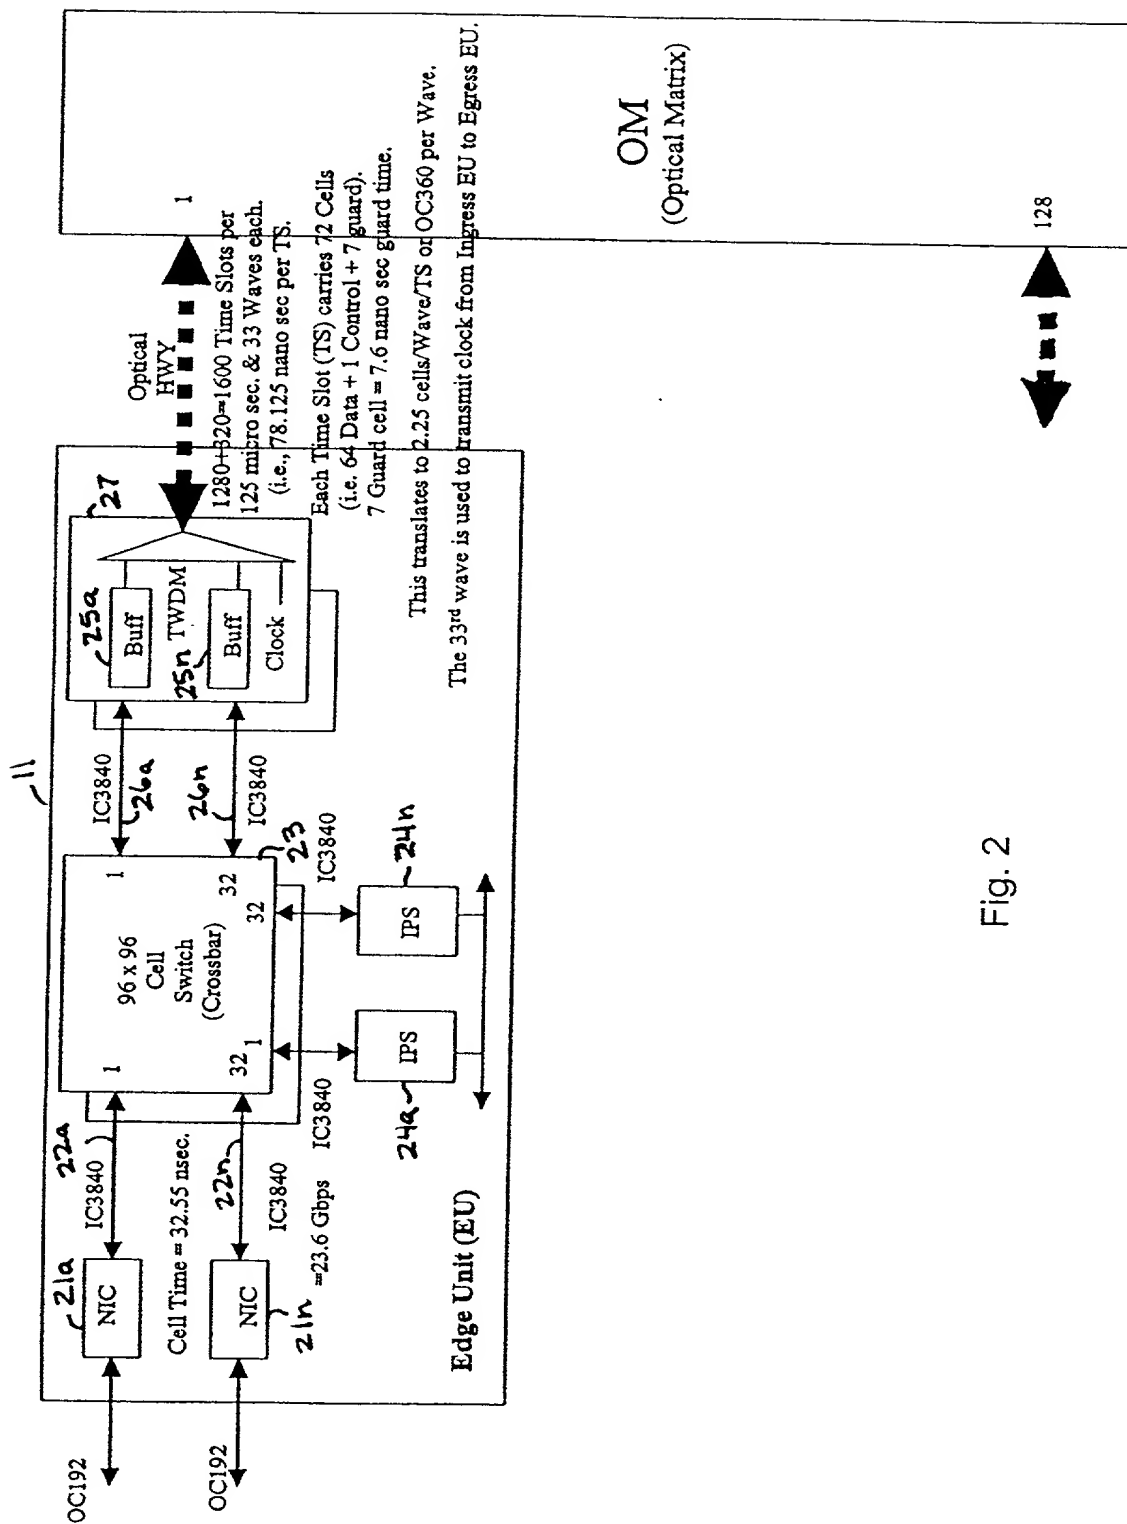 11
OC192
OC192
21a
NIC
NIC
21n
22a
IC3840
Cell Time = 32.55 nsec.
22n
IC3840
=23.6 Gbps
1
32
96 x 96
Cell
Switch
(Crossbar)
1
32
1
32
23
IC3840
IC3840
24a
IPS
24n
IPS
Edge Unit (EU)
IC3840
26a
26n
IC3840
25a
Buff
TWDM
25n
Buff
Clock
27
Optical
HWY
1280+320=1600 Time Slots per
125 micro sec. & 33 Waves each.
(i.e., 78.125 nano sec per TS.
Each Time Slot (TS) carries 72 Cells
(i.e. 64 Data + 1 Control + 7 guard).
7 Guard cell = 7.6 nano sec guard time.
This translates to 2.25 cells/Wave/TS or OC360 per Wave.
The 33rd wave is used to transmit clock from Ingress EU to Egress EU.
1
OM
(Optical Matrix)
128
Fig. 2